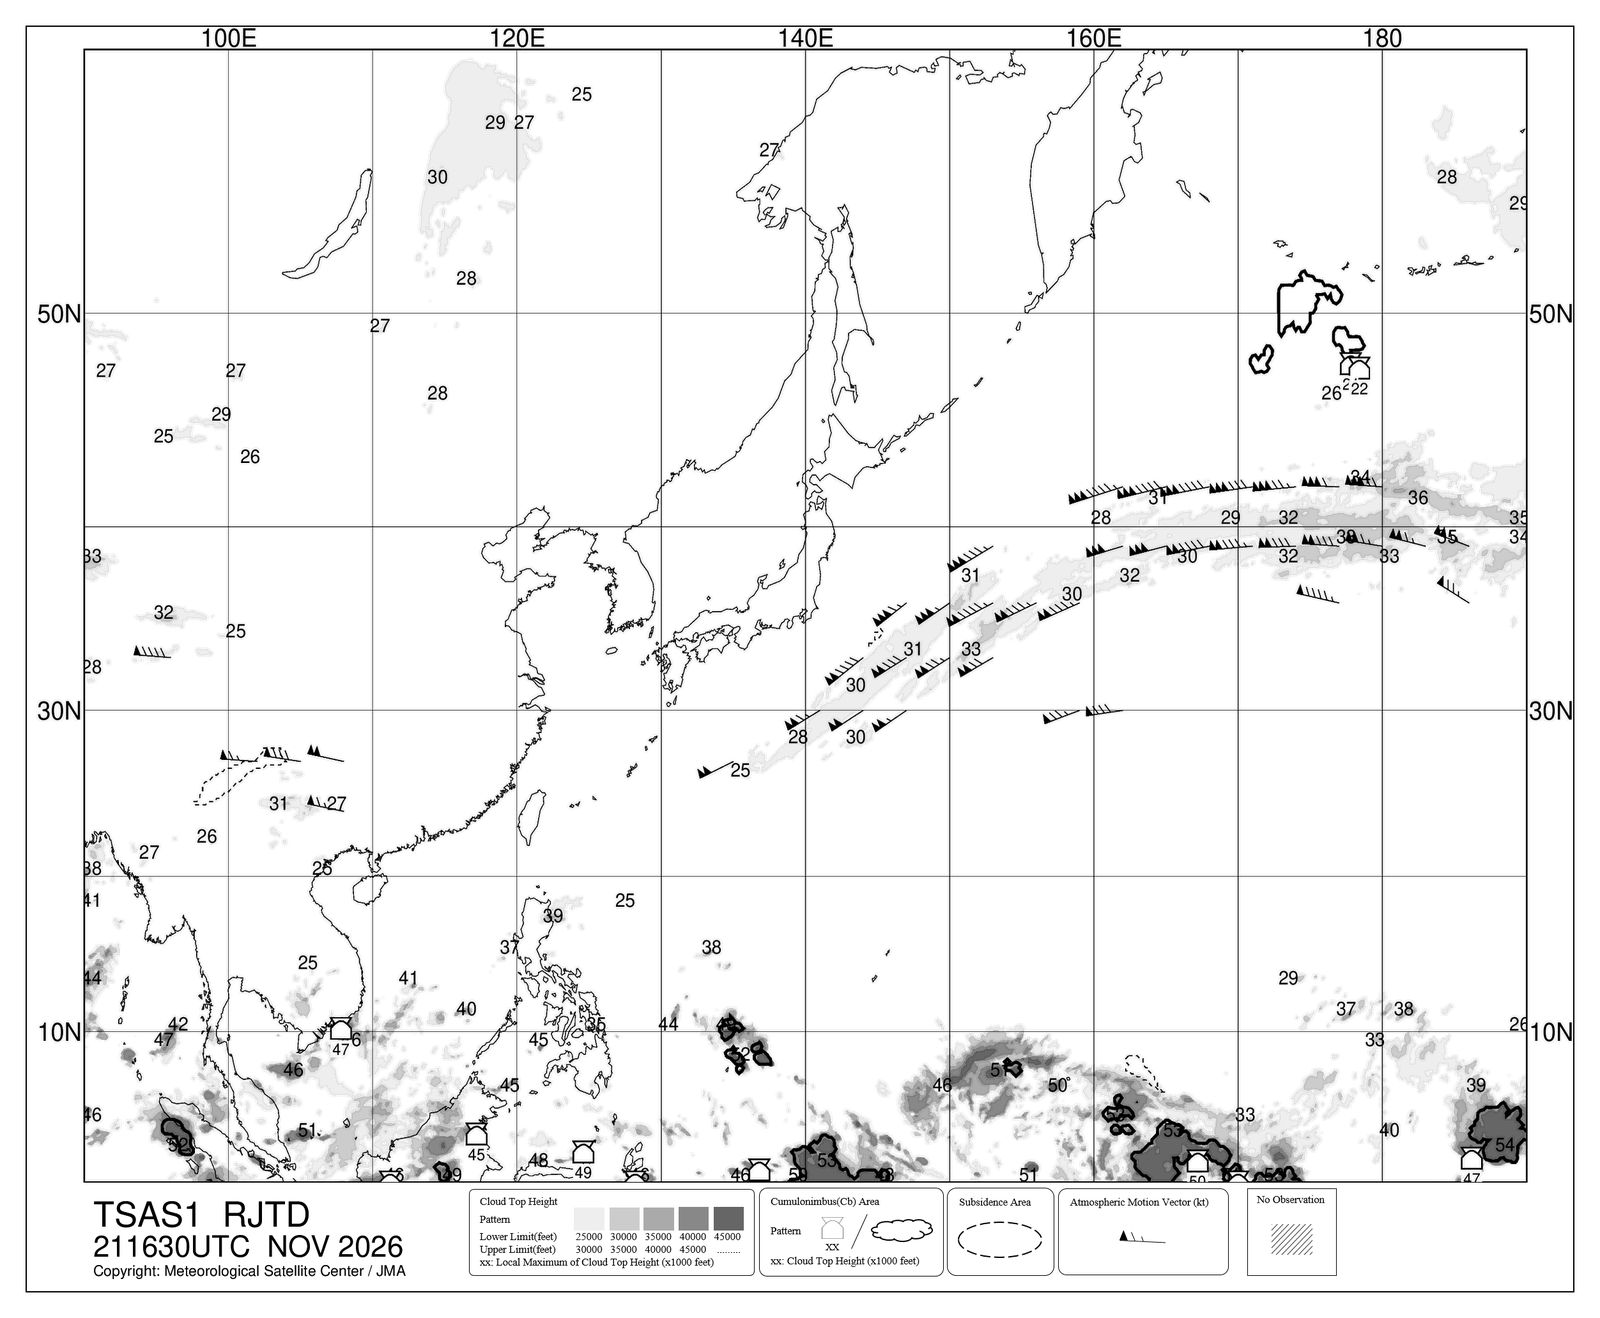 100E 120E 140E 160E 180
25
29 27
27
30 28
29
28
50N 50N
27
27 27
26 22
28
29
25
26
34
31 36
28 29 32 35
33 39 35 34
30 32 33
31 32
30
32
25
31 33
28
30
30N 30N
28 30
25
31 27
26
27
38 25
41 25
39
37 38
25
44 41 29
46 37 38
42 35 44 26
10N 10N
47 45 33
47
46 51
45 46 50 39
46 33
51 40
52 53 54
45
48 53
49 46 51
47
TSAS1 RJTD
211630UTC NOV 2026
Copyright: Meteorological Satellite Center / JMA
Cloud Top Height
Pattern
Lower Limit(feet) 25000 30000 35000 40000 45000
Upper Limit(feet) 30000 35000 40000 45000 .........
xx: Local Maximum of Cloud Top Height (x1000 feet)
Cumulonimbus(Cb) Area
Pattern
xx
xx: Cloud Top Height (x1000 feet)
Subsidence Area
Atmospheric Motion Vector (kt)
No Observation